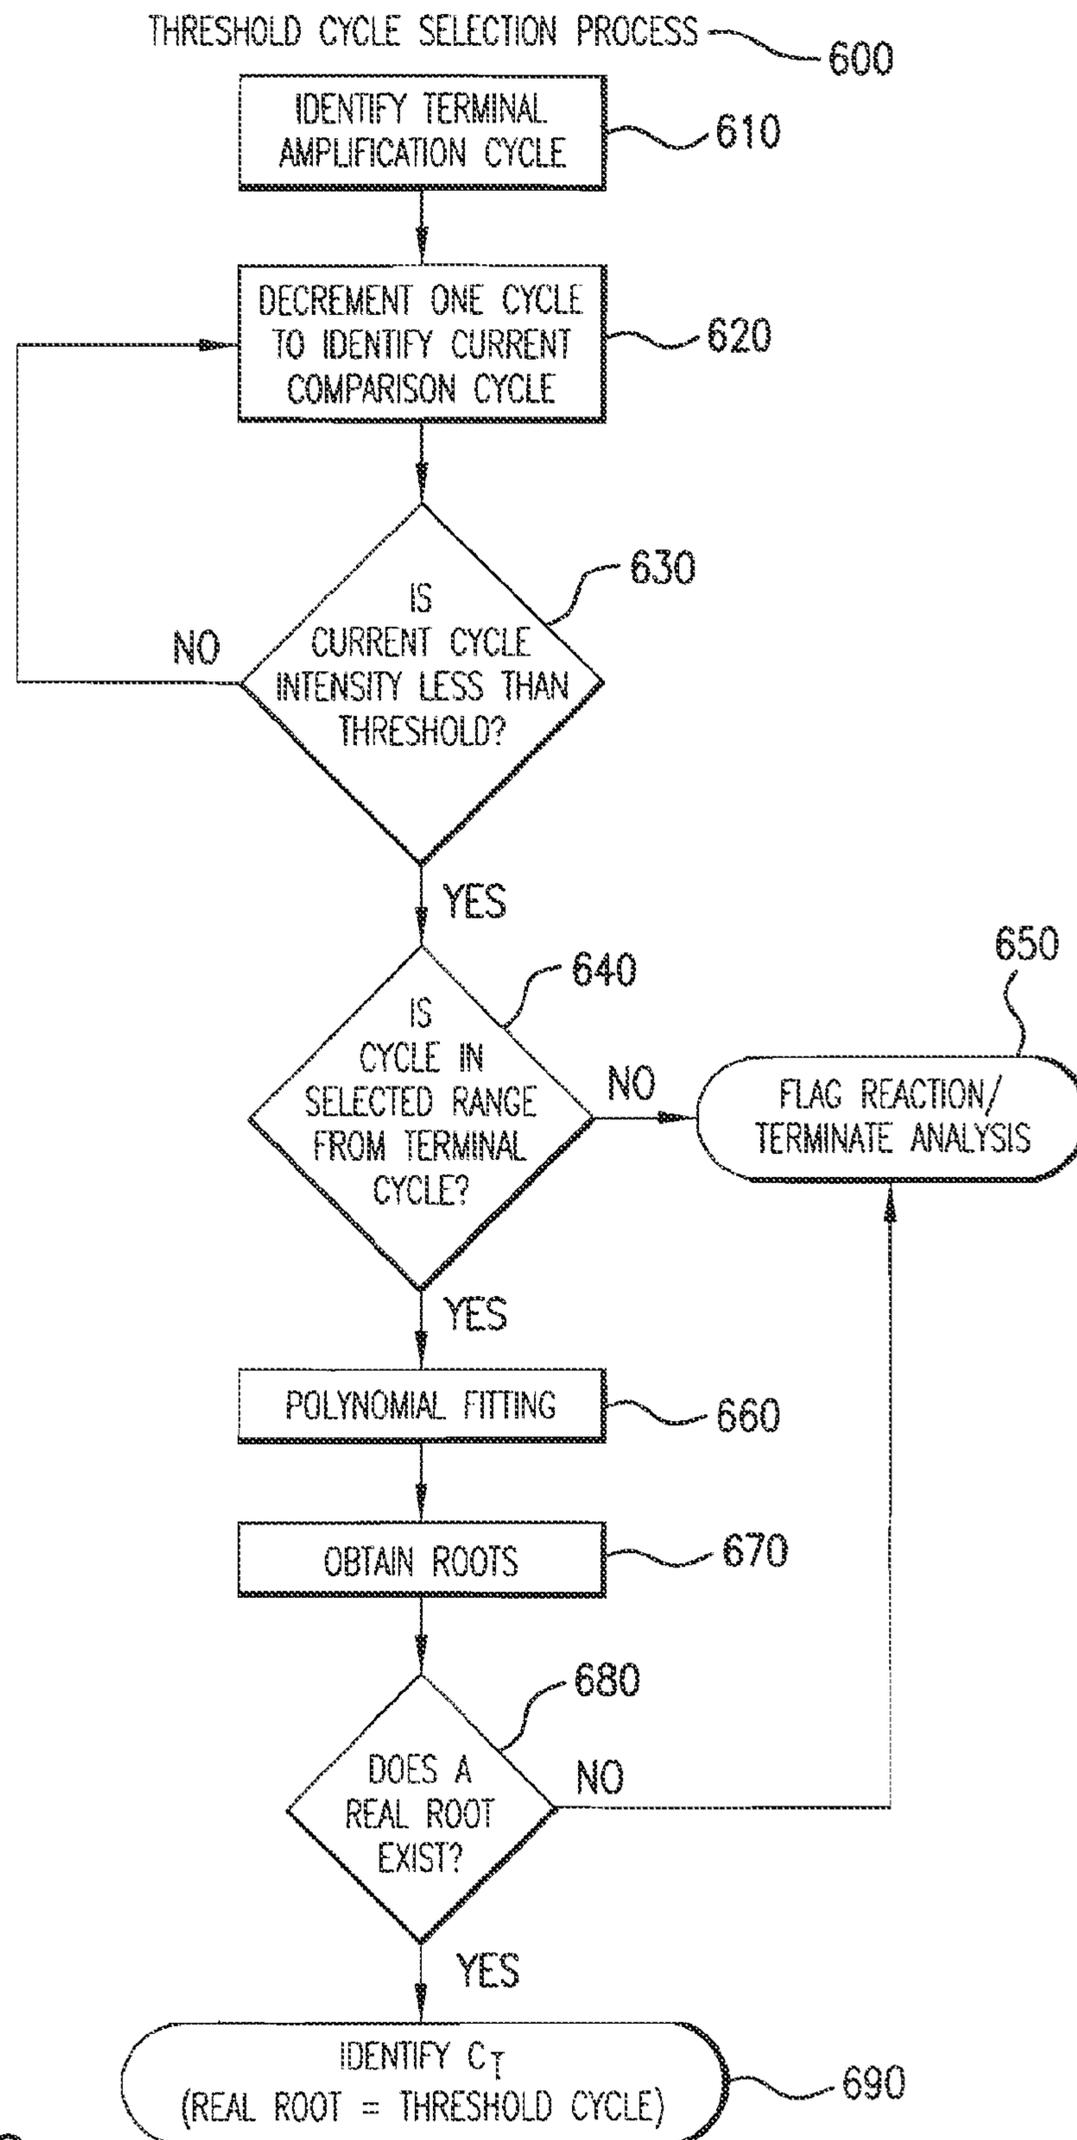 THRESHOLD CYCLE SELECTION PROCESS
600
IDENTIFY TERMINAL
AMPLIFICATION CYCLE
610
DECREMENT ONE CYCLE
TO IDENTIFY CURRENT
COMPARISON CYCLE
620
630
IS
CURRENT CYCLE
INTENSITY LESS THAN
THRESHOLD?
NO
YES
640
IS
CYCLE IN
SELECTED RANGE
FROM TERMINAL
CYCLE?
NO
650
FLAG REACTION/
TERMINATE ANALYSIS
YES
POLYNOMIAL FITTING
660
OBTAIN ROOTS
670
680
DOES A
REAL ROOT
EXIST?
NO
YES
IDENTIFY CT
(REAL ROOT = THRESHOLD CYCLE)
690